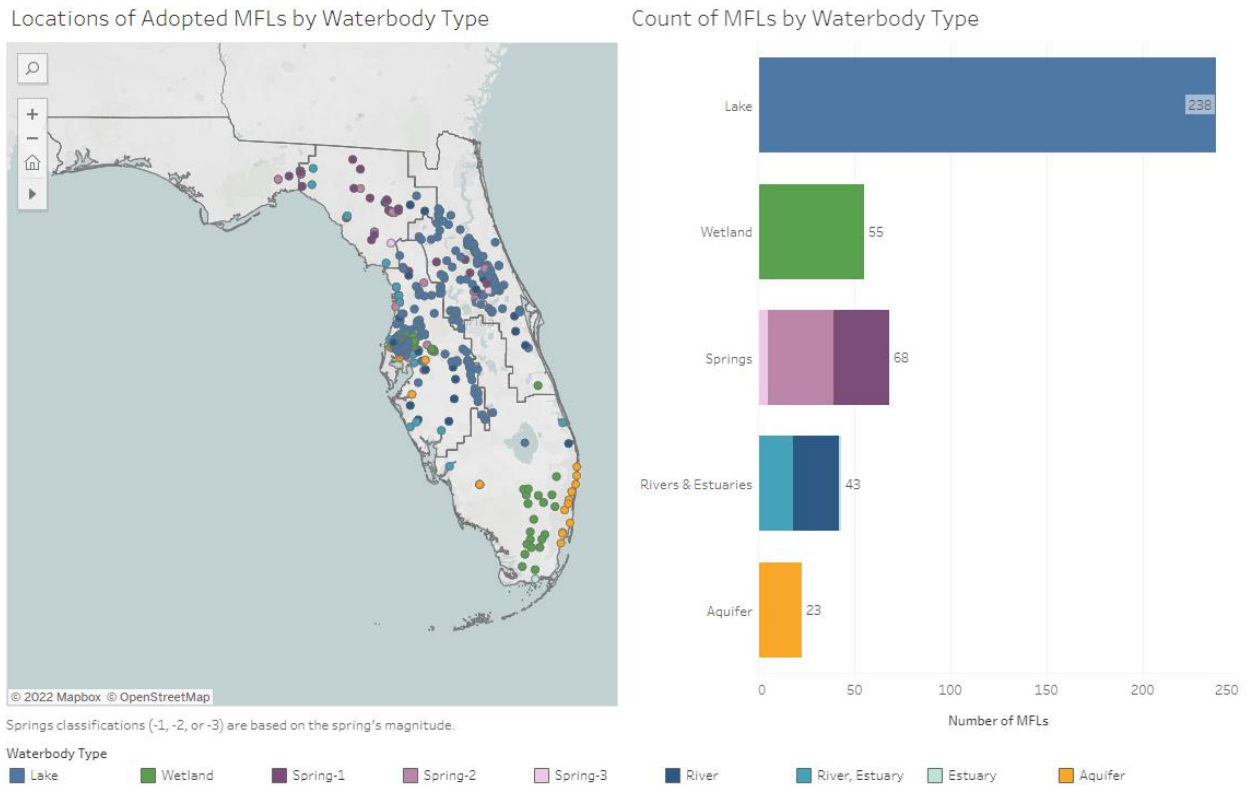 Locations of Adopted MFLs by Waterbody Type
Count of MFLs by Waterbody Type
Lake
238
Wetland
55
Springs
68
Rivers & Estuaries
43
Aquifer
23
0 50 100 150 200 250
Number of MFLs
© 2022 Mapbox © OpenStreetMap
Springs classifications (-1, -2, or -3) are based on the spring's magnitude.
Waterbody Type
Lake Wetland Spring-1 Spring-2 Spring-3 River River, Estuary Estuary Aquifer